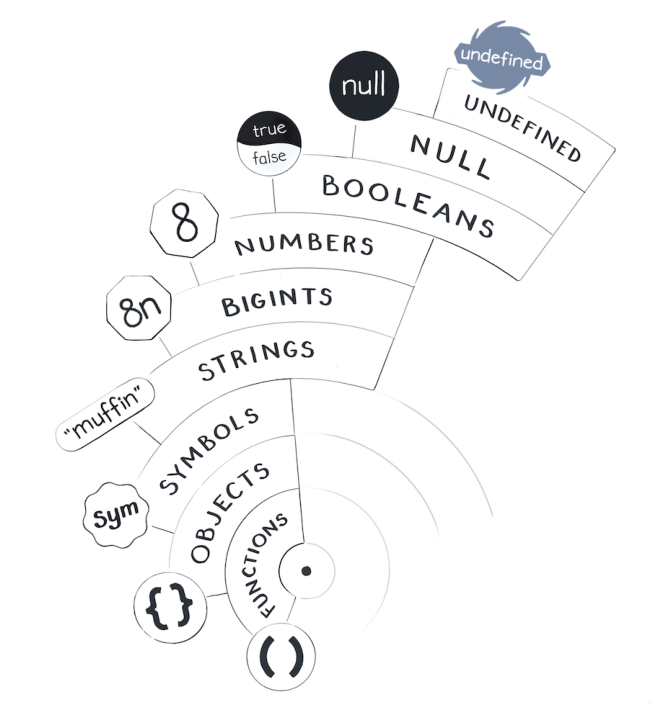 undefined
UNDEFINED
null
NULL
true
false
BOOLEANS
8
NUMBERS
8n
BIGINTS
STRINGS
"muffin"
SYMBOLS
sym
OBJECTS
{}
FUNCTIONS
()